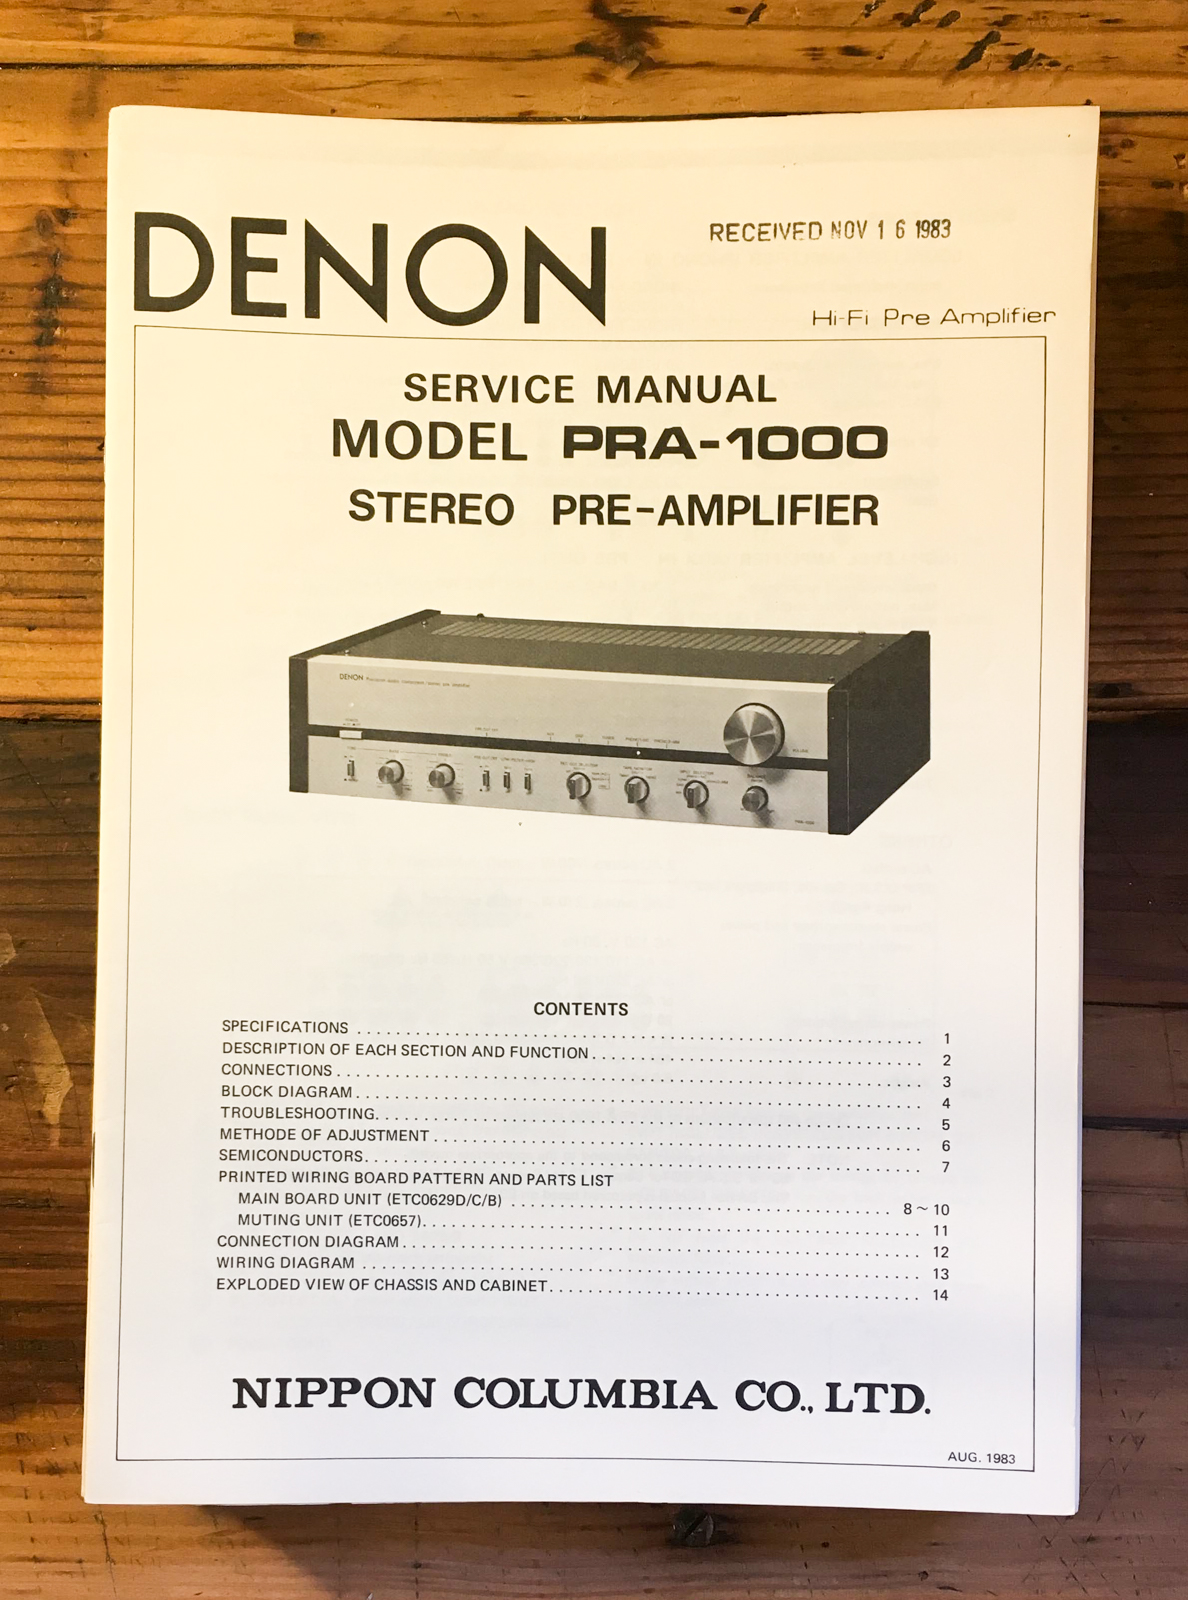 DENON
RECEIVED NOV 16 1983
Hi-Fi Pre Amplifier
SERVICE MANUAL
MODEL PRA-1000
STEREO PRE-AMPLIFIER
DENON
CONTENTS
SPECIFICATIONS . . . . . . . . . . 1
DESCRIPTION OF EACH SECTION AND FUNCTION . . . . . . . . . . 2
CONNECTIONS . . . . . . . . . . 3
BLOCK DIAGRAM . . . . . . . . . . 4
TROUBLESHOOTING . . . . . . . . . . 5
METHODE OF ADJUSTMENT . . . . . . . . . . 6
SEMICONDUCTORS . . . . . . . . . . 7
PRINTED WIRING BOARD PATTERN AND PARTS LIST
MAIN BOARD UNIT (ETC0629D/C/B) . . . . . . . . . . 8 ~ 10
MUTING UNIT (ETC0657) . . . . . . . . . . 11
CONNECTION DIAGRAM . . . . . . . . . . 12
WIRING DIAGRAM . . . . . . . . . . 13
EXPLODED VIEW OF CHASSIS AND CABINET . . . . . . . . . . 14
NIPPON COLUMBIA CO., LTD.
AUG. 1983